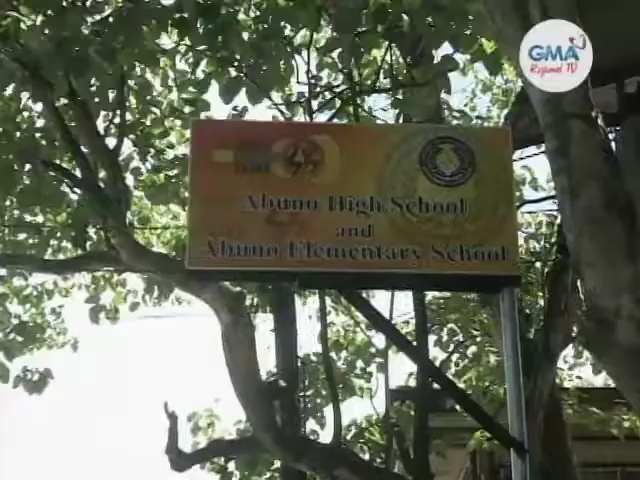 GMA
Regional TV
Abuno High School
and
Abuno Elementary School